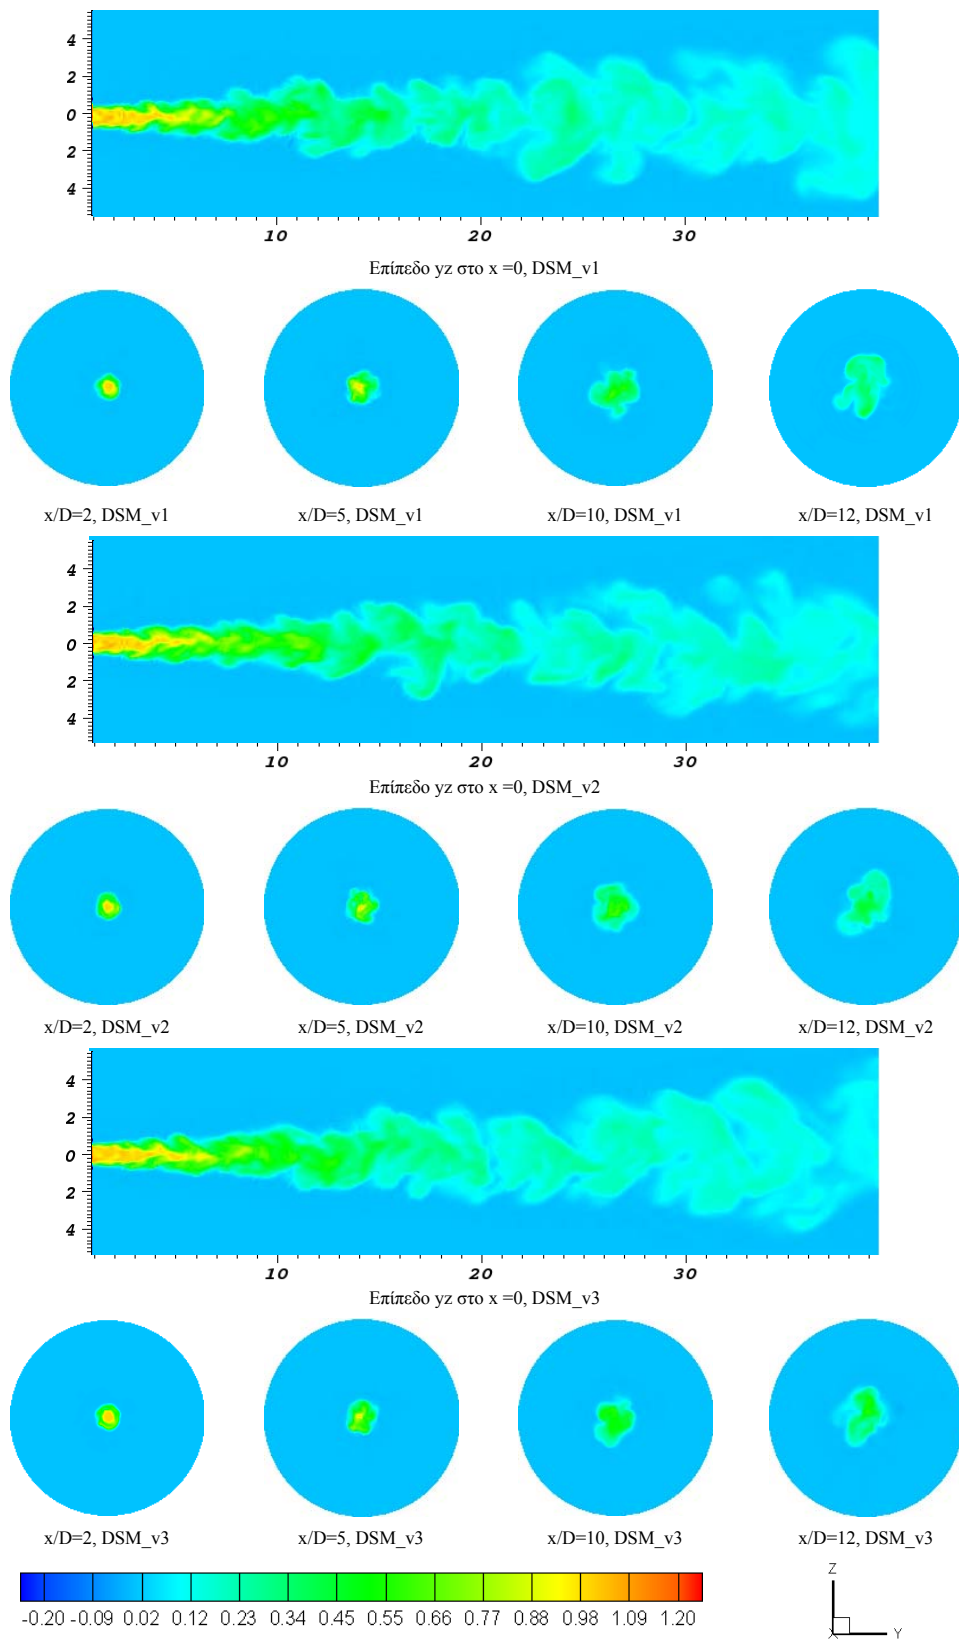 4
2
0
2
4
10 20 30
Επίπεδο yz στο x =0, DSM_v1
x/D=2, DSM_v1 x/D=5, DSM_v1 x/D=10, DSM_v1 x/D=12, DSM_v1
4
2
0
2
4
10 20 30
Επίπεδο yz στο x =0, DSM_v2
x/D=2, DSM_v2 x/D=5, DSM_v2 x/D=10, DSM_v2 x/D=12, DSM_v2
4
2
0
2
4
10 20 30
Επίπεδο yz στο x =0, DSM_v3
x/D=2, DSM_v3 x/D=5, DSM_v3 x/D=10, DSM_v3 x/D=12, DSM_v3
-0.20 -0.09 0.02 0.12 0.23 0.34 0.45 0.55 0.66 0.77 0.88 0.98 1.09 1.20
Z
X Y